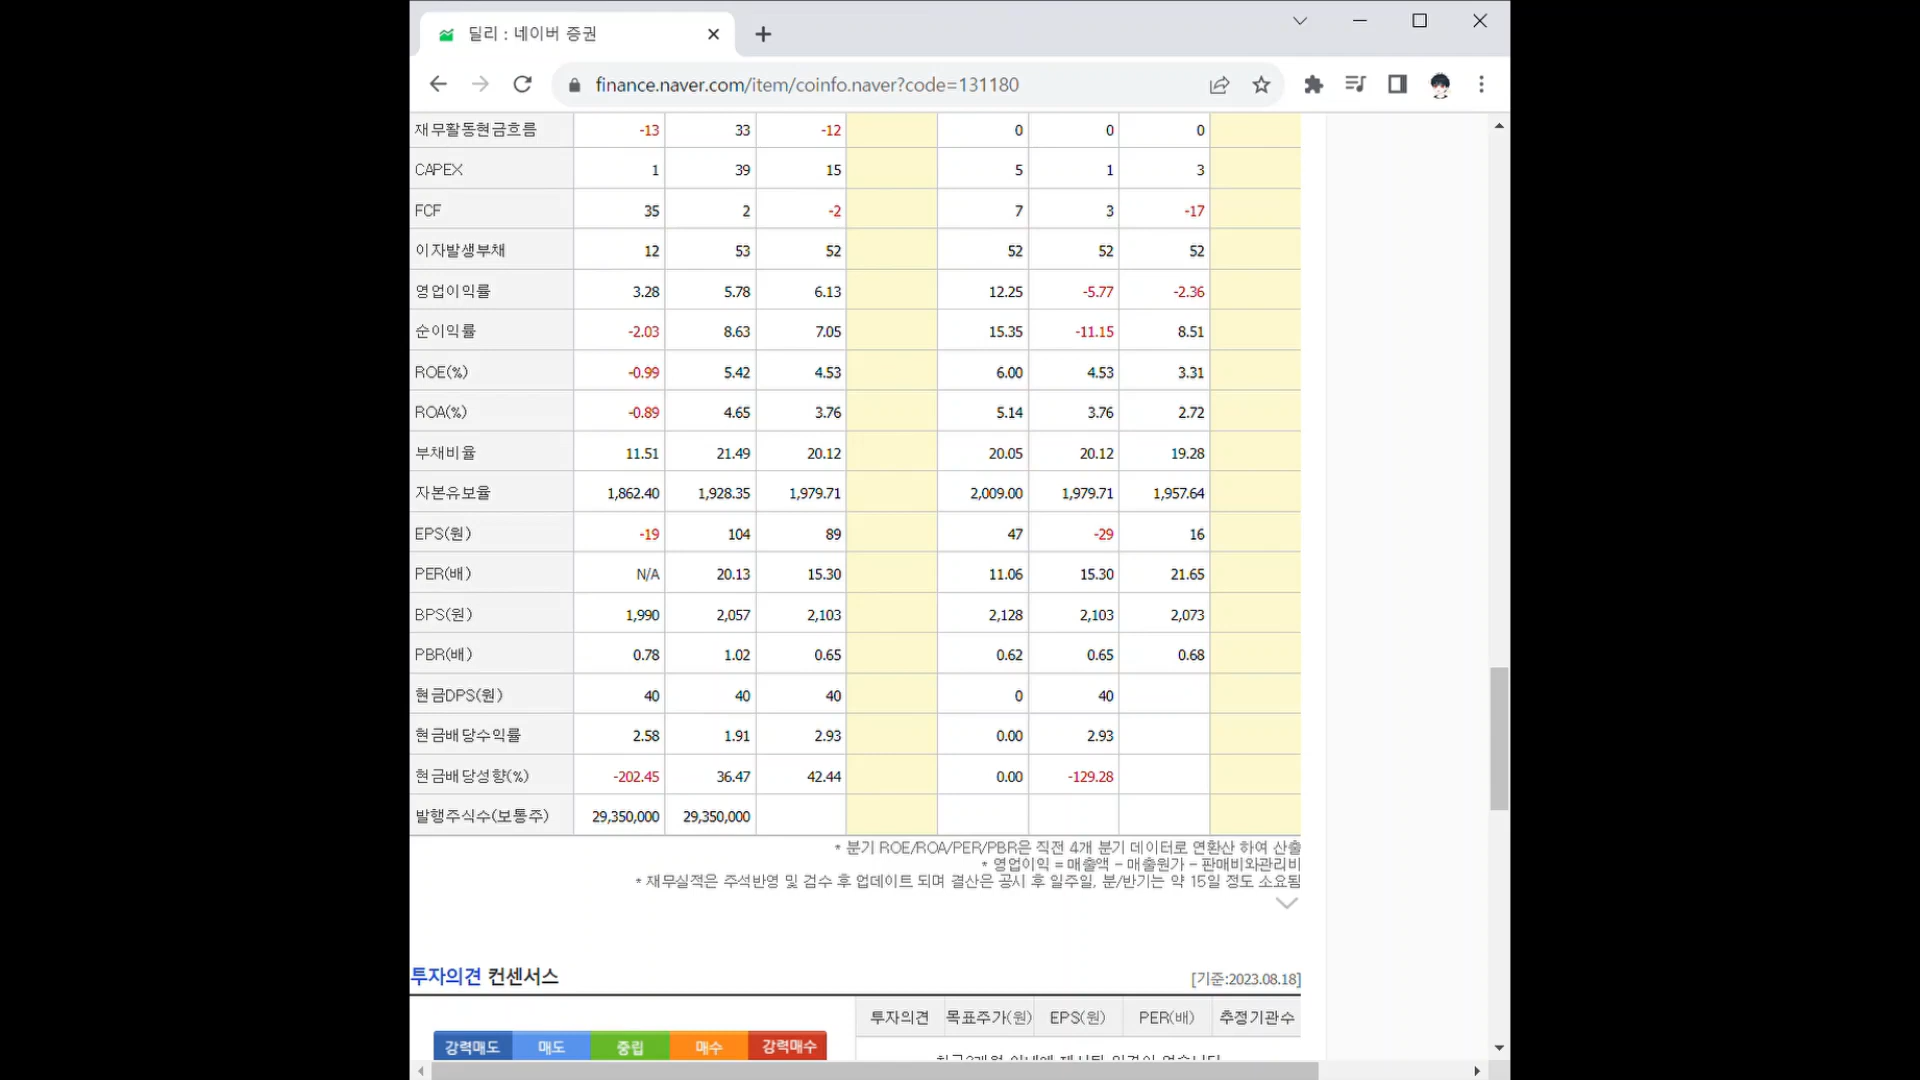 딜리 : 네이버 증권
finance.naver.com/item/coinfo.naver?code=131180
재무활동현금흐름 -13 33 -12 0 0 0
CAPEX 1 39 15 5 1 3
FCF 35 2 -2 7 3 -17
이자발생부채 12 53 52 52 52 52
영업이익률 3.28 5.78 6.13 12.25 -5.77 -2.36
순이익률 -2.03 8.63 7.05 15.35 -11.15 8.51
ROE(%) -0.99 5.42 4.53 6.00 4.53 3.31
ROA(%) -0.89 4.65 3.76 5.14 3.76 2.72
부채비율 11.51 21.49 20.12 20.05 20.12 19.28
자본유보율 1,862.40 1,928.35 1,979.71 2,009.00 1,979.71 1,957.64
EPS(원) -19 104 89 47 -29 16
PER(배) N/A 20.13 15.30 11.06 15.30 21.65
BPS(원) 1,990 2,057 2,103 2,128 2,103 2,073
PBR(배) 0.78 1.02 0.65 0.62 0.65 0.68
현금DPS(원) 40 40 40 0 40
현금배당수익률 2.58 1.91 2.93 0.00 2.93
현금배당성향(%) -202.45 36.47 42.44 0.00 -129.28
발행주식수(보통주) 29,350,000 29,350,000
* 분기 ROE/ROA/PER/PBR은 직전 4개 분기 데이터로 연환산 하여 산출
* 영업이익 = 매출액 - 매출원가 - 판매비와관리비
* 재무실적은 주석반영 및 검수 후 업데이트 되며 결산은 공시 후 일주일, 분/반기는 약 15일 정도 소요됨
투자의견 컨센서스 [기준:2023.08.18]
투자의견 목표주가(원) EPS(원) PER(배) 추정기관수
강력매도 매도 중립 매수 강력매수